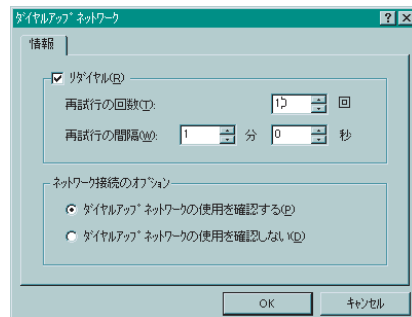 ダイヤルアップ ネットワーク
情報
リダイヤル(R)
再試行の回数(T): 回
再試行の間隔(W): 1 分 0 秒
ネットワーク接続のオプション
ダイヤルアップ ネットワークの使用を確認する(P)
ダイヤルアップ ネットワークの使用を確認しない(D)
OK キャンセル